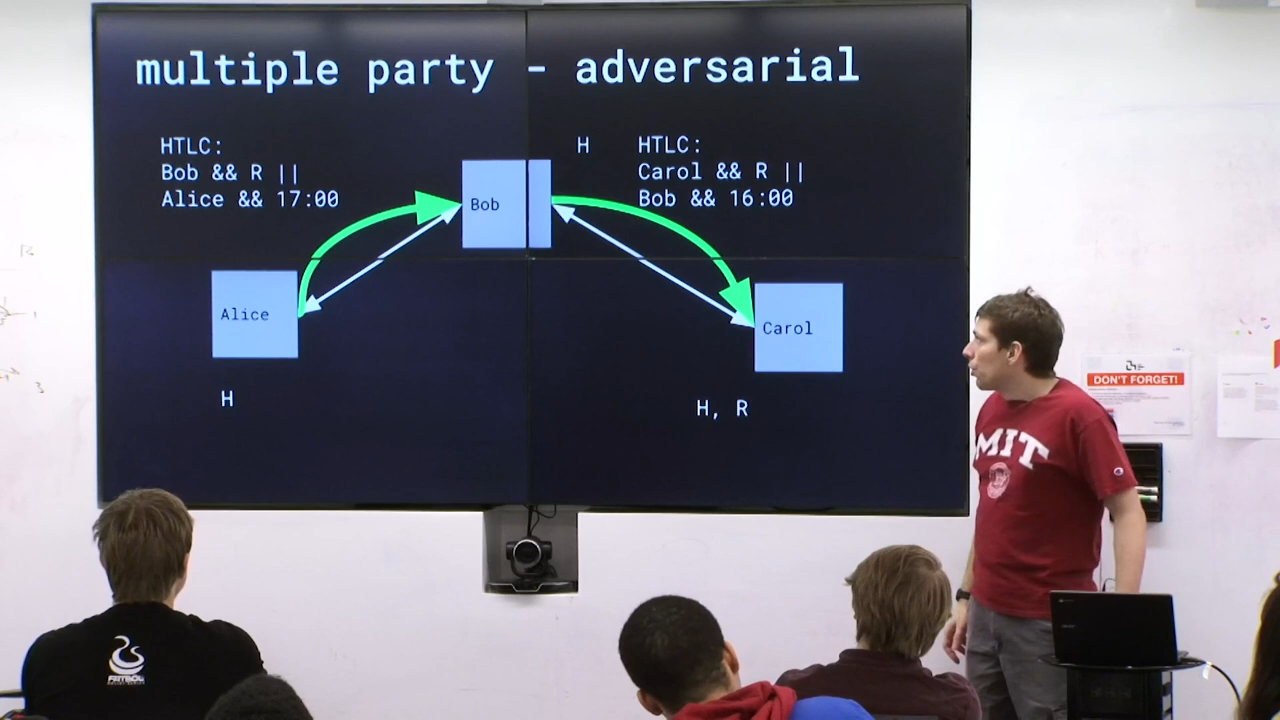 multiple party - adversarial
HTLC:
Bob && R ||
Alice && 17:00
H
HTLC:
Carol && R ||
Bob && 16:00
Bob
Alice
Carol
H
H, R
DON'T FORGET!
MIT